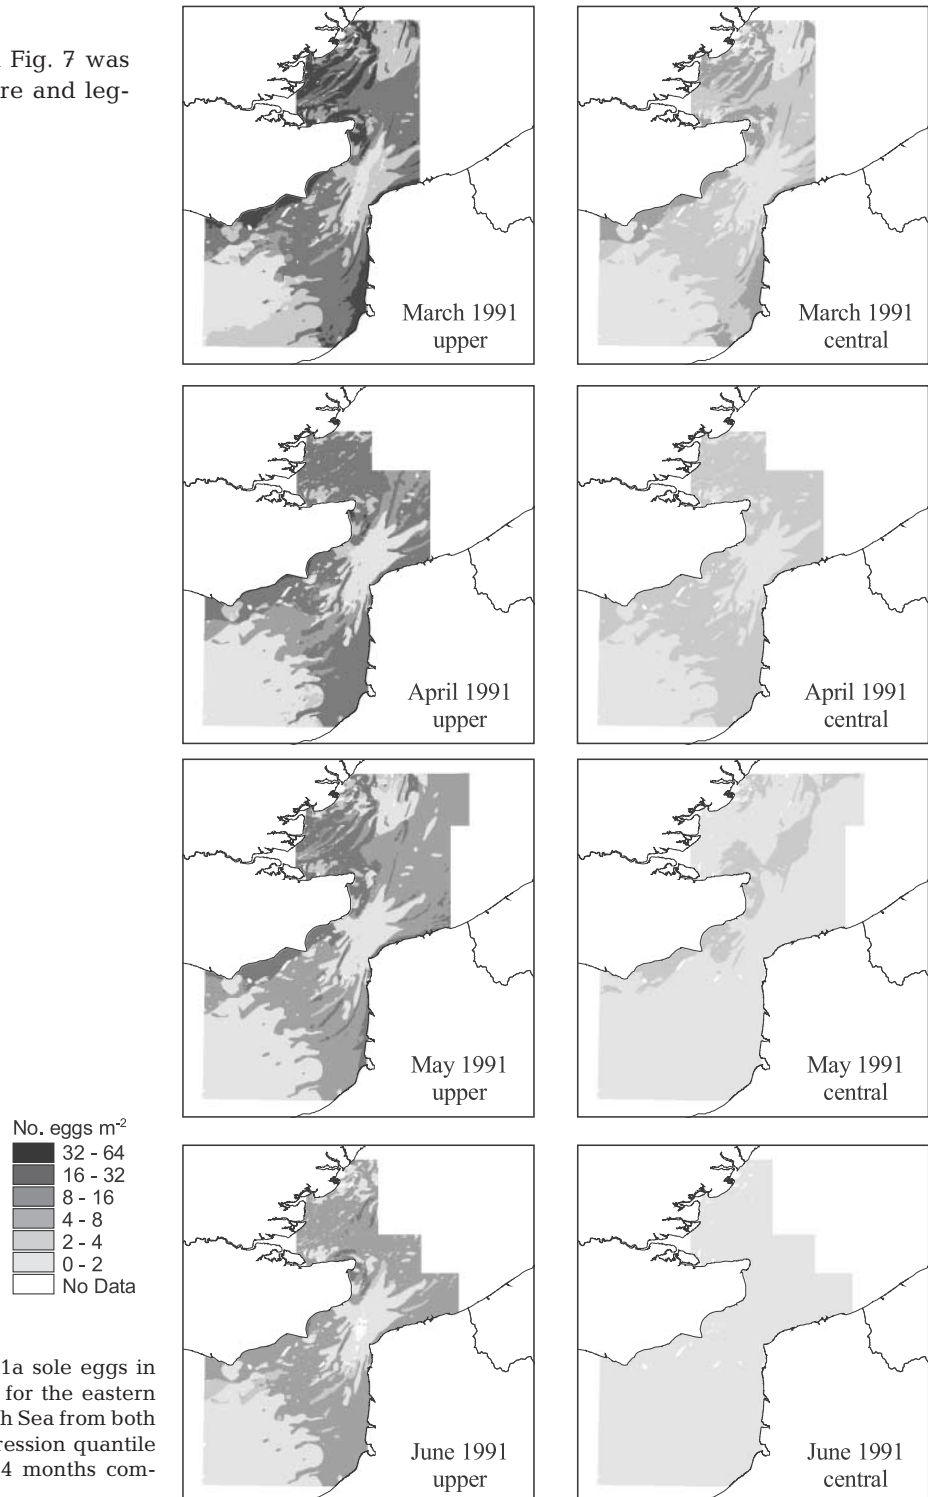 Fig. 7 was
re and leg-
March 1991
upper
March 1991
central
April 1991
upper
April 1991
central
May 1991
upper
May 1991
central
No. eggs m-2
32 - 64
16 - 32
8 - 16
4 - 8
2 - 4
0 - 2
No Data
1a sole eggs in
for the eastern
h Sea from both
ression quantile
4 months com-
June 1991
upper
June 1991
central